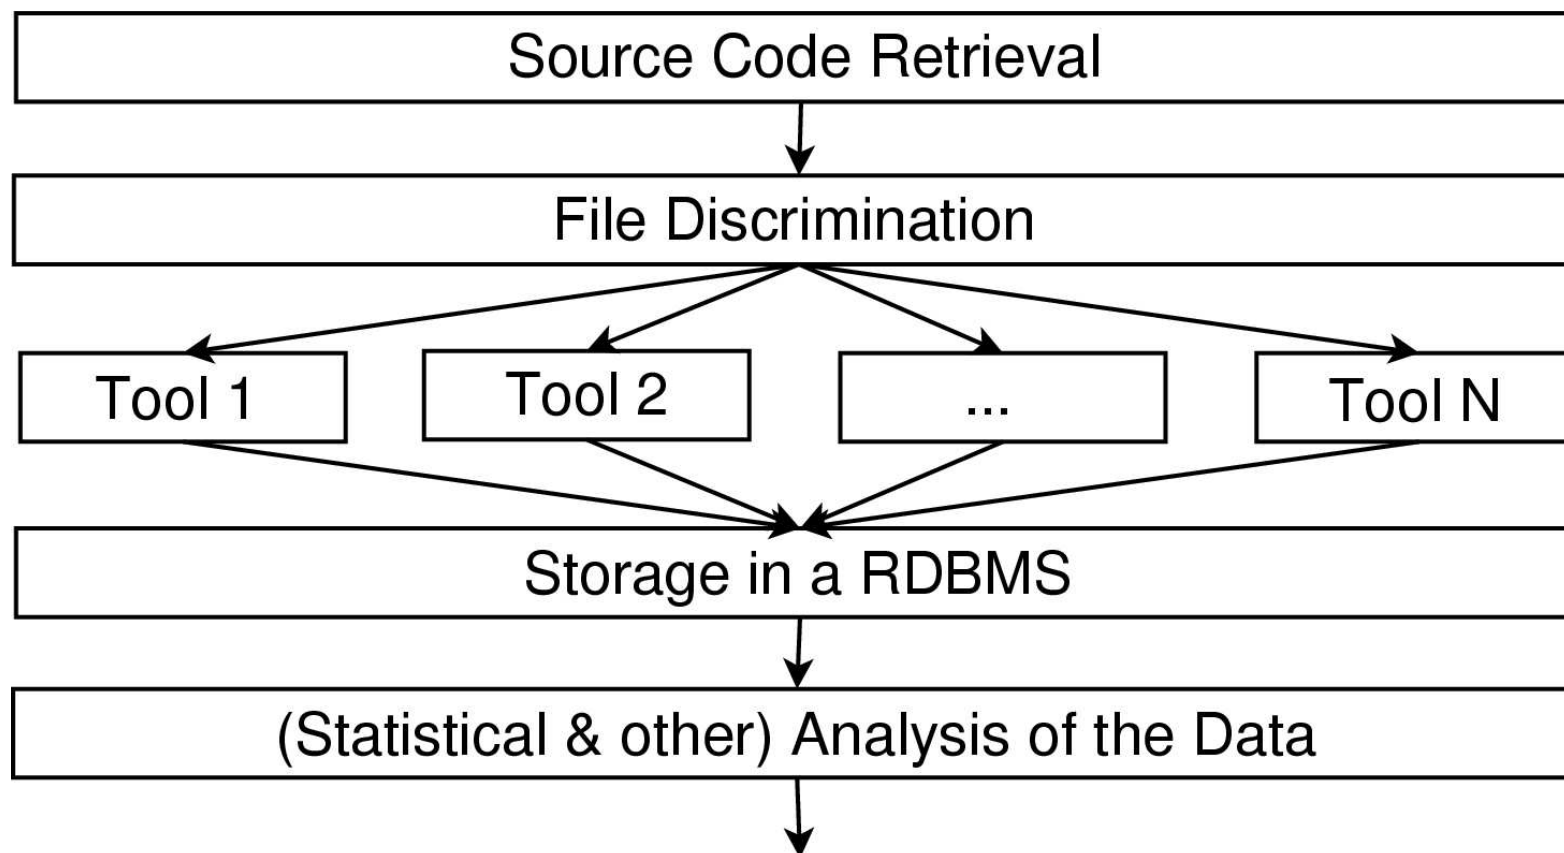 Source Code Retrieval
File Discrimination
Tool 1
Tool 2
...
Tool N
Storage in a RDBMS
(Statistical & other) Analysis of the Data